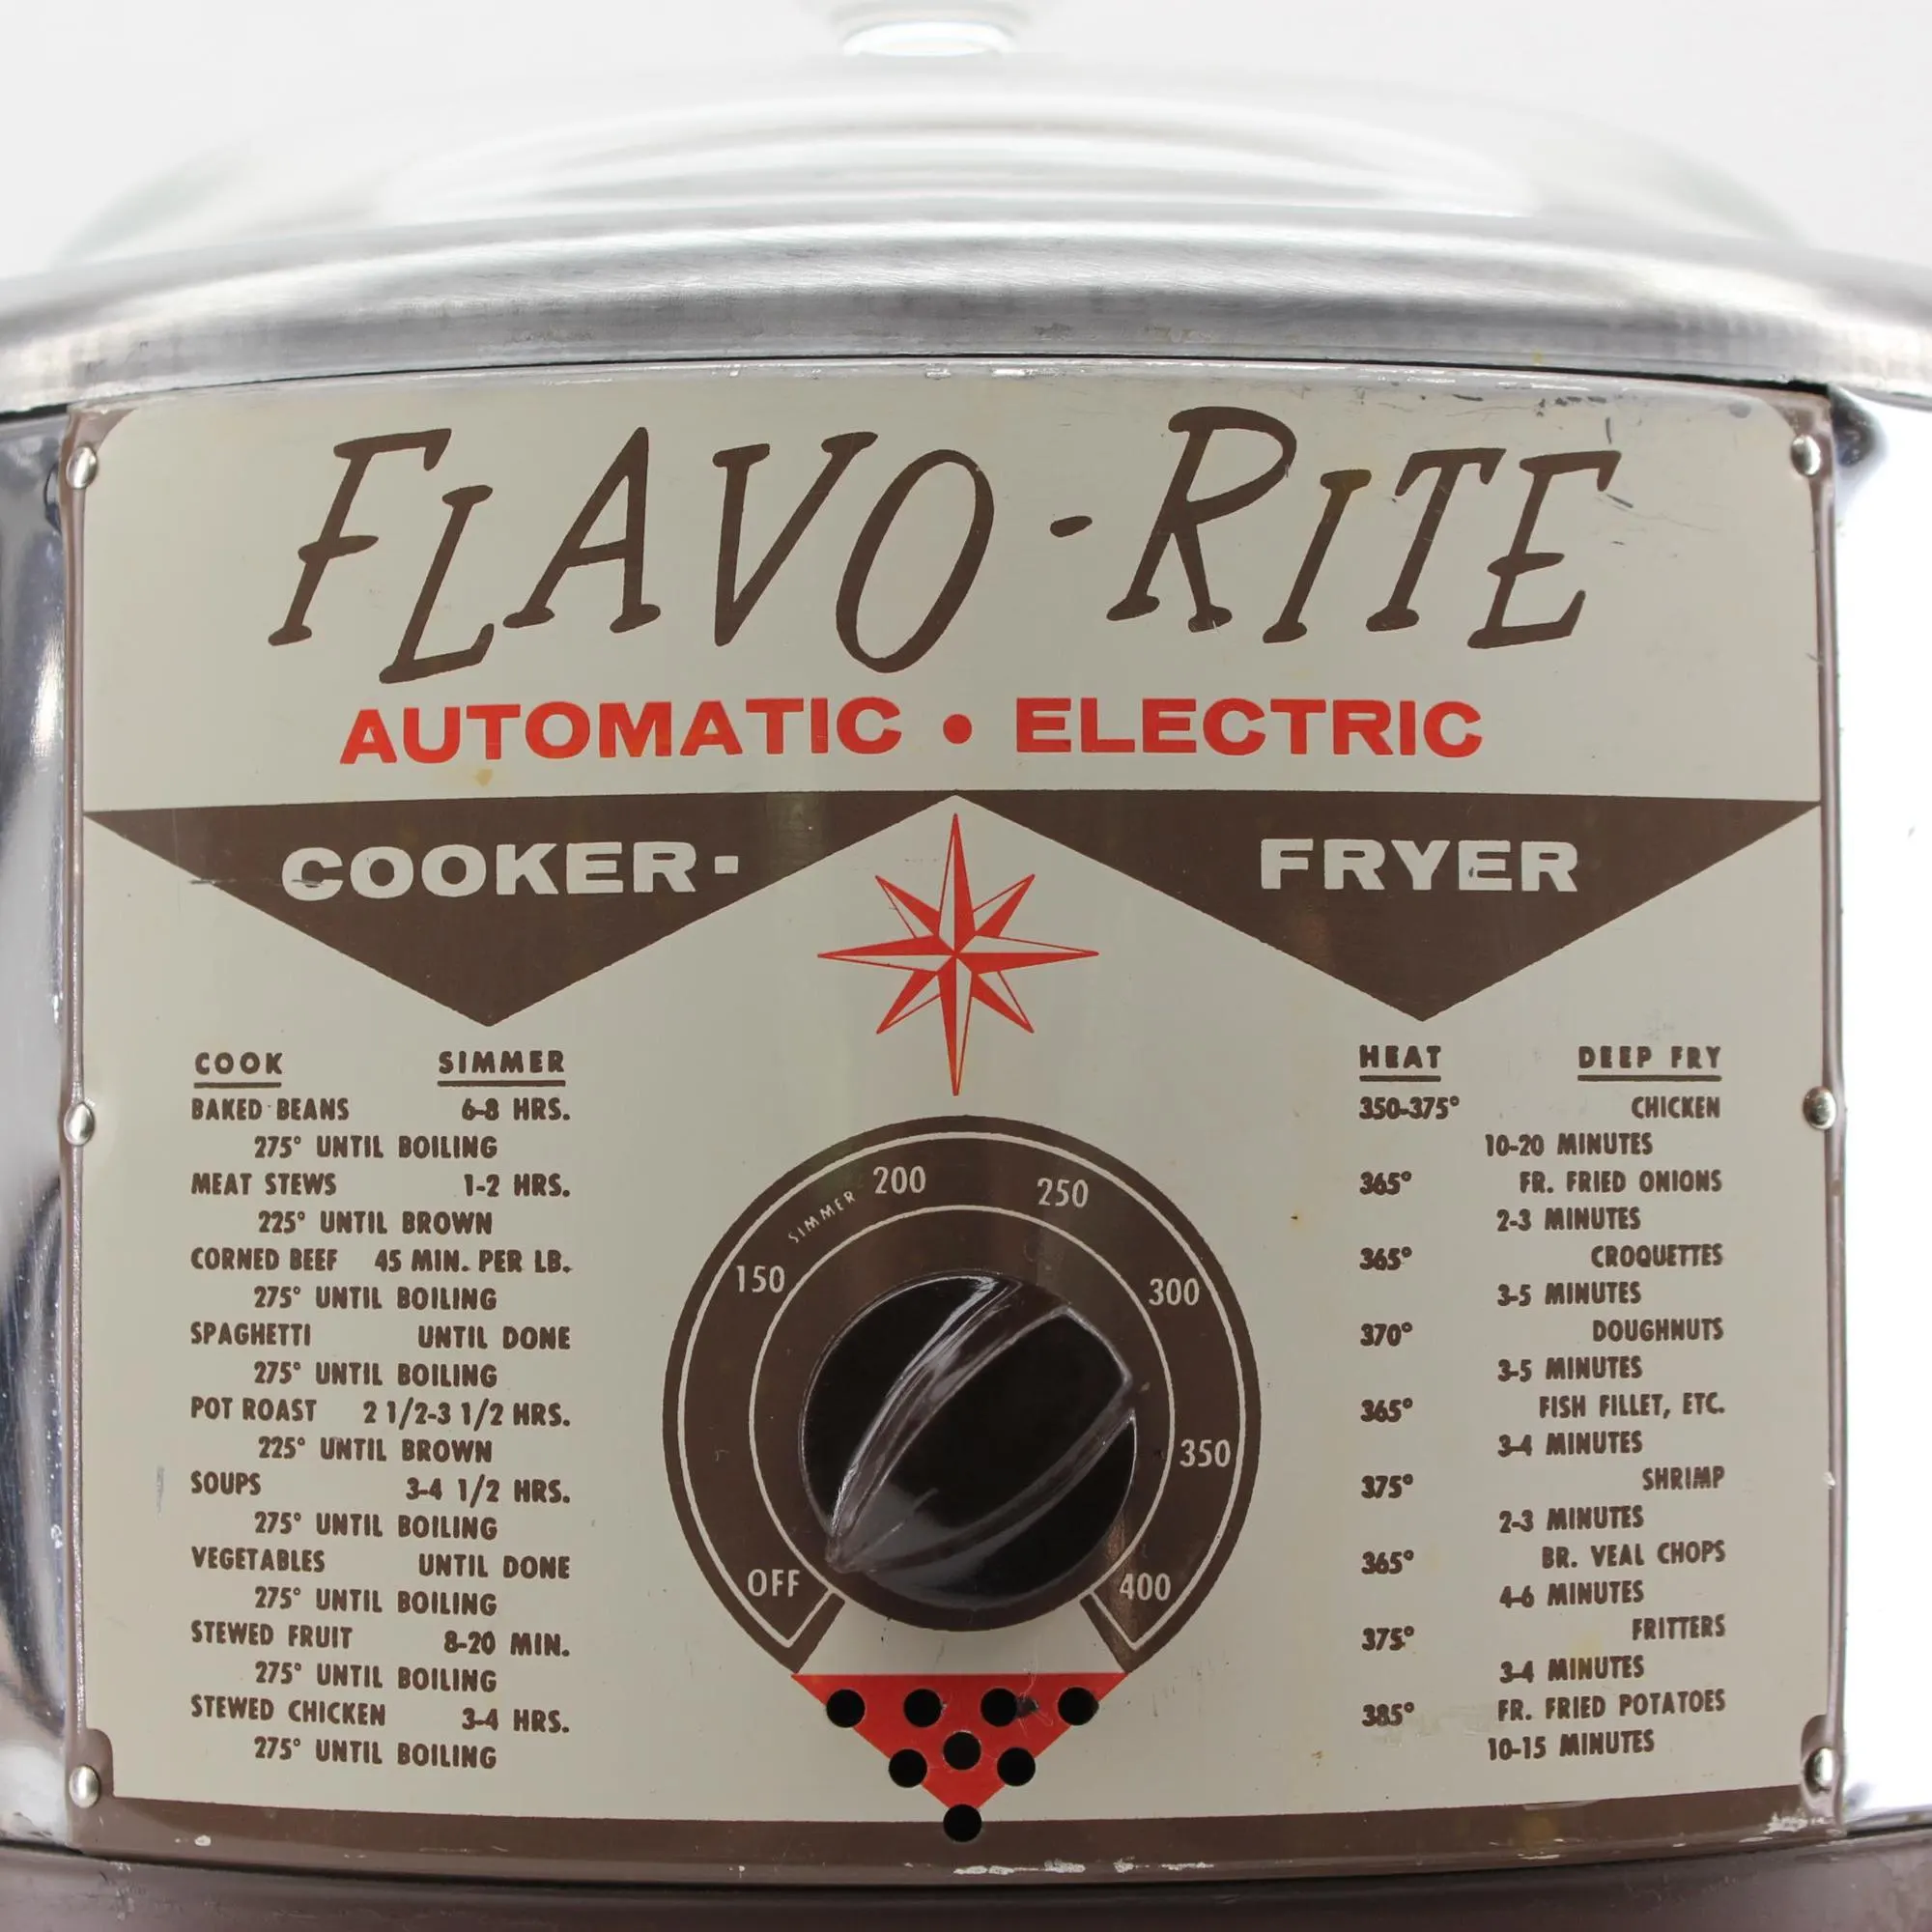 FLAVO-RITE
AUTOMATIC • ELECTRIC
COOKER- FRYER
COOK SIMMER
BAKED BEANS 6-8 HRS.
275° UNTIL BOILING
MEAT STEWS 1-2 HRS.
225° UNTIL BROWN
CORNED BEEF 45 MIN. PER LB.
275° UNTIL BOILING
SPAGHETTI UNTIL DONE
275° UNTIL BOILING
POT ROAST 2 1/2-3 1/2 HRS.
225° UNTIL BROWN
SOUPS 3-4 1/2 HRS.
275° UNTIL BOILING
VEGETABLES UNTIL DONE
275° UNTIL BOILING
STEWED FRUIT 8-20 MIN.
275° UNTIL BOILING
STEWED CHICKEN 3-4 HRS.
275° UNTIL BOILING
OFF
150
SIMMER
200
250
300
350
400
HEAT DEEP FRY
350-375° CHICKEN
10-20 MINUTES
365° FR. FRIED ONIONS
2-3 MINUTES
365° CROQUETTES
3-5 MINUTES
370° DOUGHNUTS
3-5 MINUTES
365° FISH FILLET, ETC.
3-4 MINUTES
375° SHRIMP
2-3 MINUTES
365° BR. VEAL CHOPS
4-6 MINUTES
375° FRITTERS
3-4 MINUTES
385° FR. FRIED POTATOES
10-15 MINUTES